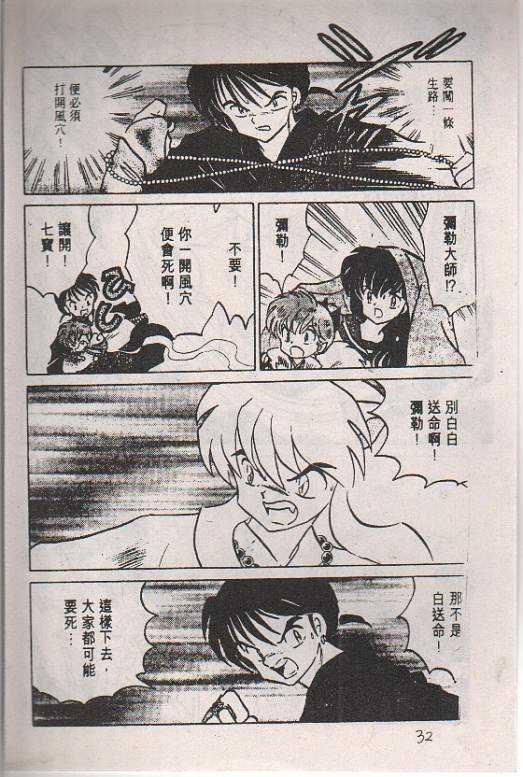 要闖一條
生路…
便必須
打開風穴！
彌勒大師!?
彌勒！
不要！
你一開風穴
便會死啊！
讓開！
七寶！
別白白
送命啊！
彌勒！
那不是
白送命！
這樣下去，
大家都可能
要死…
32